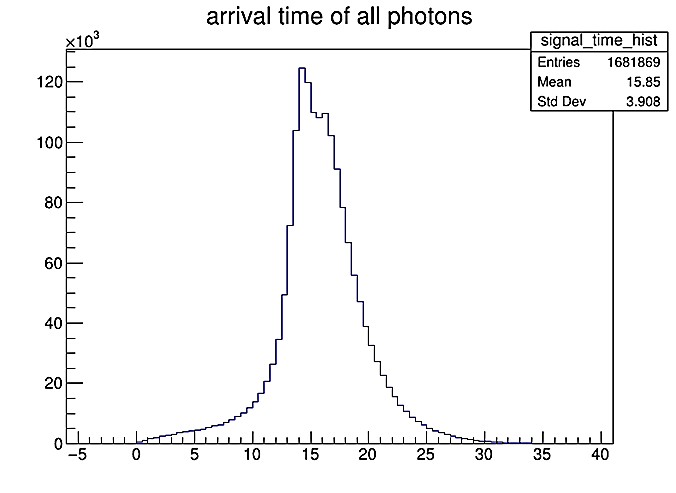 arrival time of all photons
×10³
signal_time_hist
Entries 1681869
Mean 15.85
Std Dev 3.908
120
100
80
60
40
20
0
−5 0 5 10 15 20 25 30 35 40